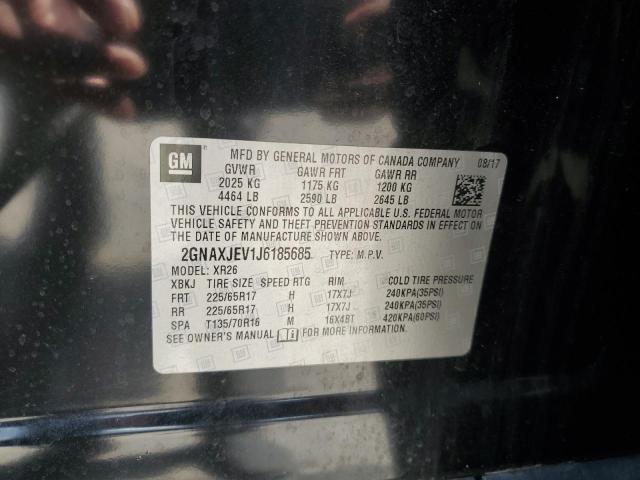 GM
MFD BY GENERAL MOTORS OF CANADA COMPANY 08/17
GVWR GAWR FRT GAWR RR
2025 KG 1175 KG 1200 KG
4464 LB 2590 LB 2645 LB
THIS VEHICLE CONFORMS TO ALL APPLICABLE U.S. FEDERAL MOTOR
VEHICLE SAFETY AND THEFT PREVENTION STANDARDS IN EFFECT ON
THE DATE OF MANUFACTURE SHOWN ABOVE.
2GNAXJEV1J6185685 TYPE: M.P.V.
MODEL: XR26
XBKJ TIRE SIZE SPEED RTG RIM COLD TIRE PRESSURE
FRT 225/65R17 H 17X7J 240KPA(35PSI)
RR 225/65R17 H 17X7J 240KPA(35PSI)
SPA T135/70R16 M 16X4BT 420KPA(60PSI)
SEE OWNER'S MANUAL FOR MORE INFORMATION.